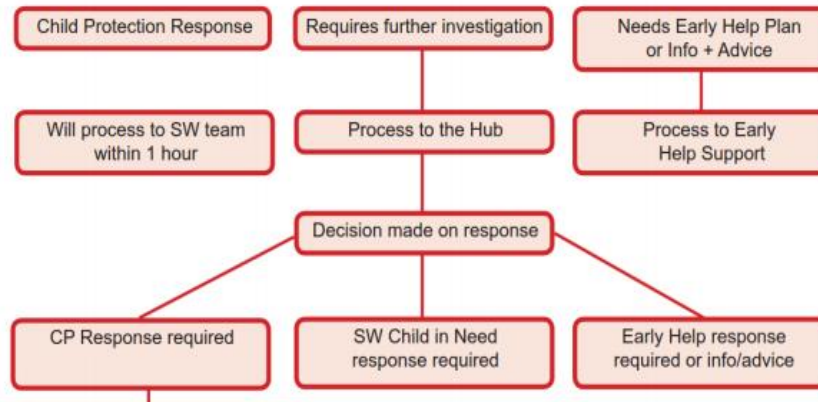 Child Protection Response
Requires further investigation
Needs Early Help Plan
or Info + Advice
Will process to SW team
within 1 hour
Process to the Hub
Process to Early
Help Support
Decision made on response
CP Response required
SW Child in Need
response required
Early Help response
required or info/advice